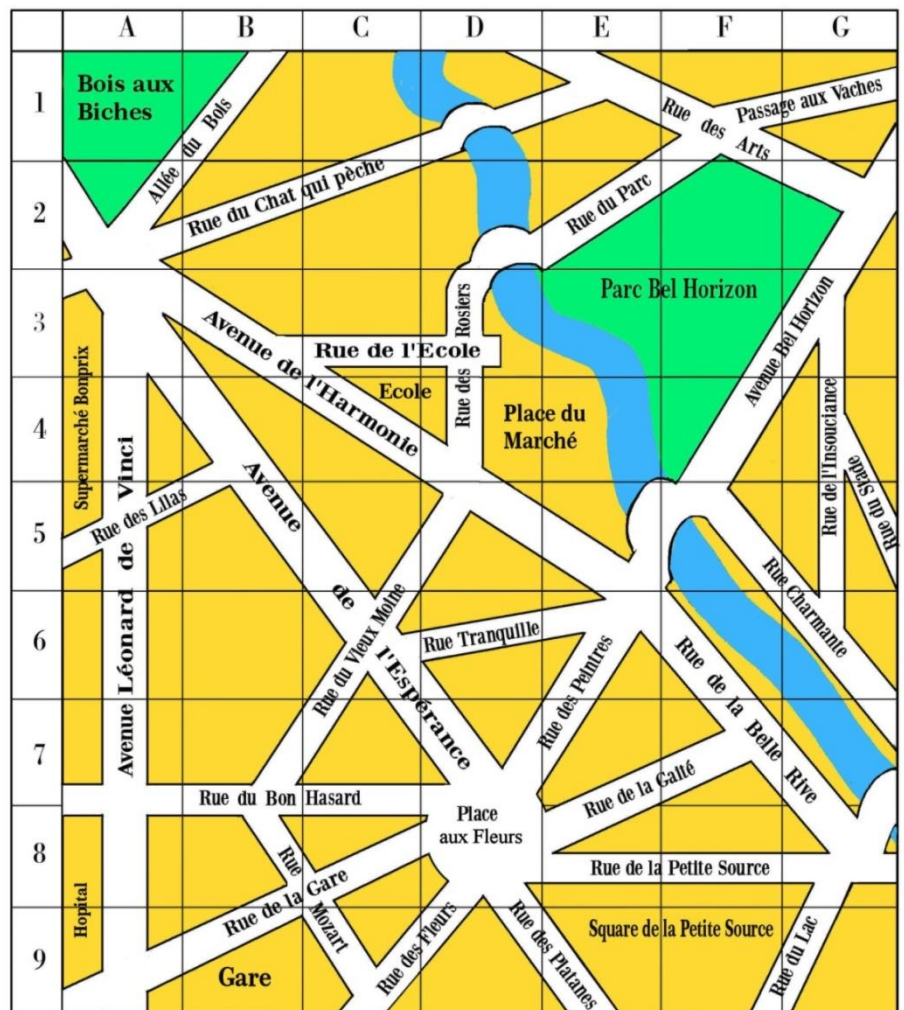 A B C D E F G
1
Bois aux
Biches
Allée du Bois
Rue des Arts
Passage aux Vaches
2
Rue du Chat qui pèche
Rue du Parc
3
Avenue de l'Harmonie
Rue de l'Ecole
Rue des Rosiers
Parc Bel Horizon
Avenue Bel Horizon
Supermarché Bonprix
4
Ecole
Place du
Marché
Rue de l'Insouciance
Rue du Stade
5
Avenue Léonard de Vinci
Rue des Lilas
Avenue de l'Espérance
Rue Charmante
6
Rue du Vieux Moine
Rue Tranquille
Rue des Peintres
Rue de la Belle Rive
7
Rue du Bon Hasard
Rue de la Gaîté
8
Place
aux Fleurs
Rue Mozart
Rue de la Gare
Rue de la Petite Source
Hopital
9
Gare
Rue des Fleurs
Rue des Platanes
Square de la Petite Source
Rue du Lac